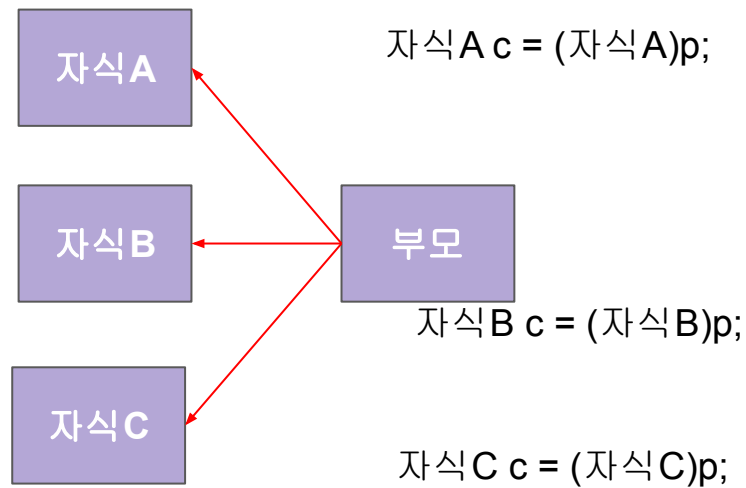 자식A
자식A c = (자식A)p;
자식B
부모
자식B c = (자식B)p;
자식C
자식C c = (자식C)p;